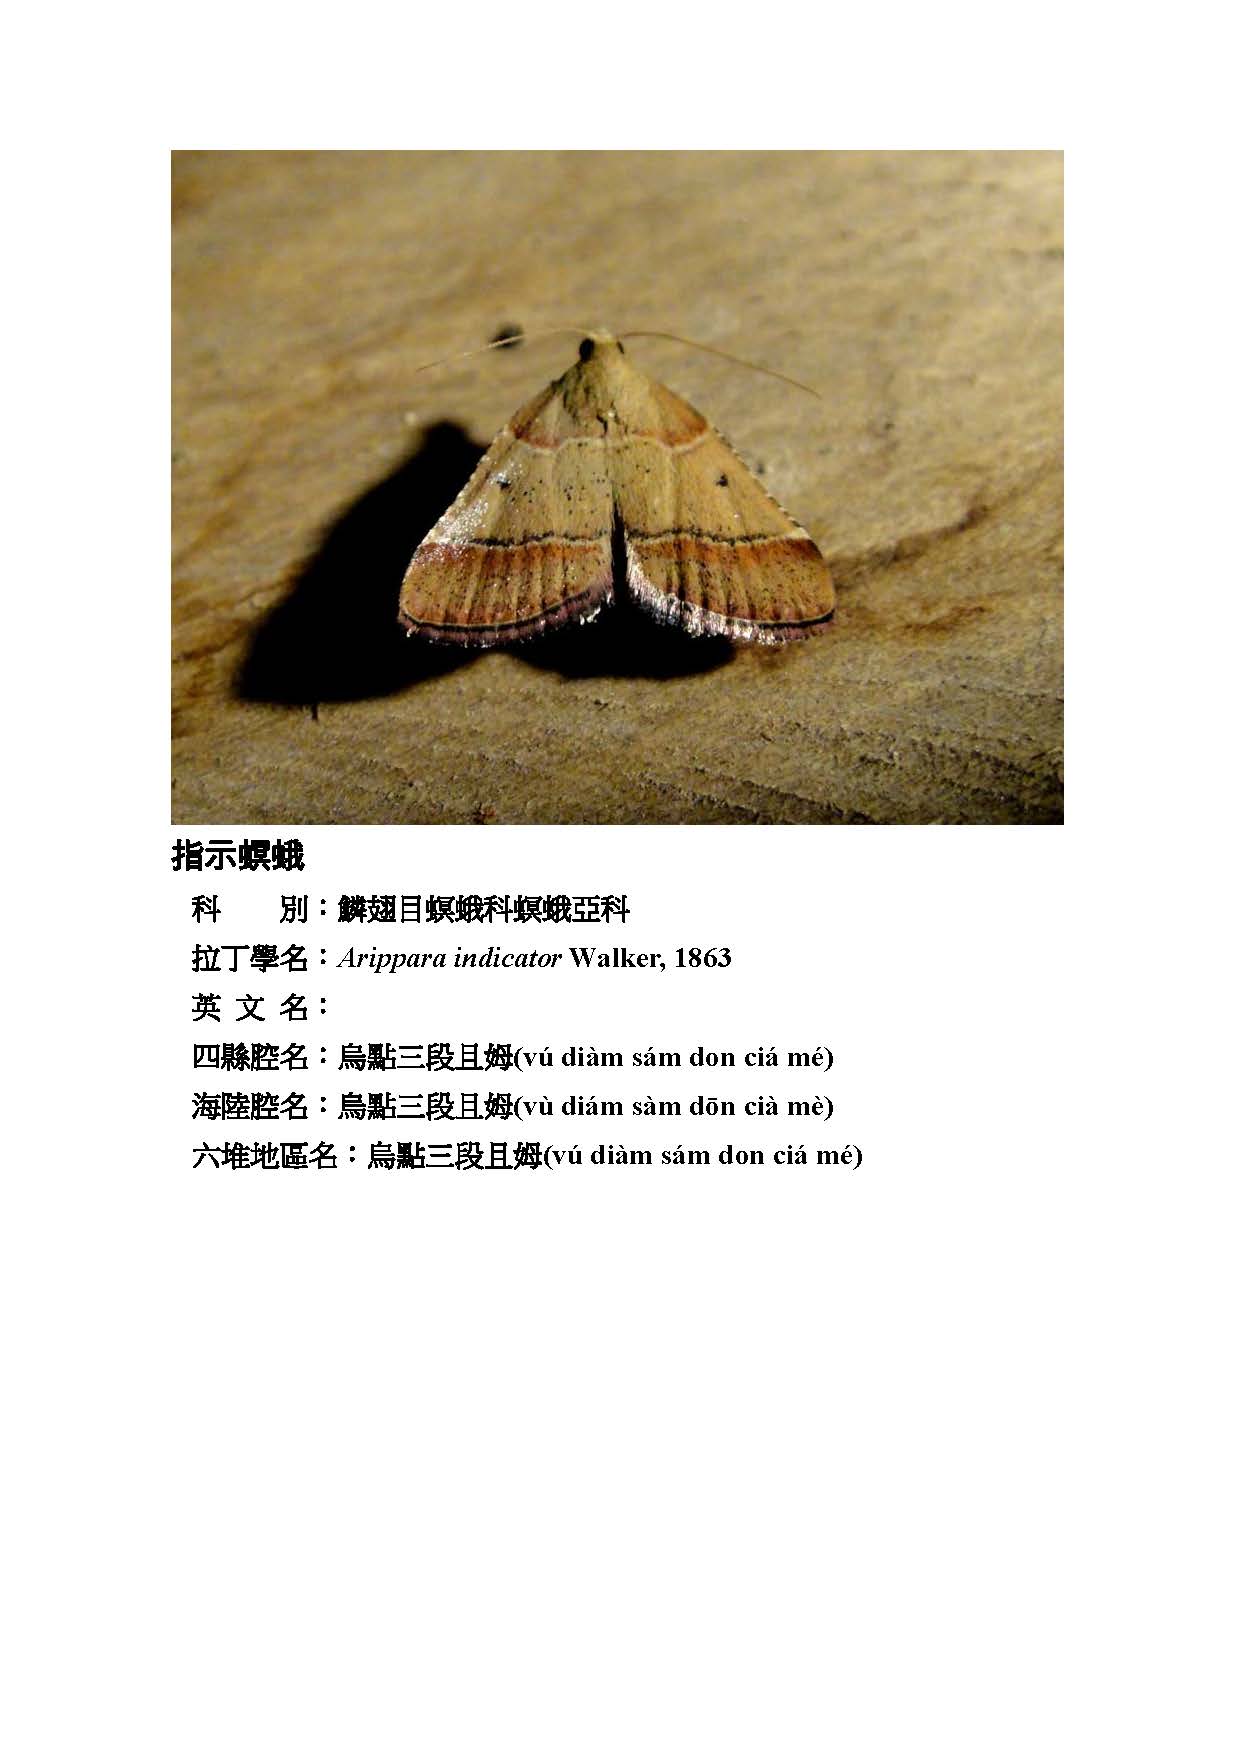 指示螟蛾
科　　別：鱗翅目螟蛾科螟蛾亞科
拉丁學名：Arippara indicator Walker, 1863
英 文 名：
四縣腔名：烏點三段且姆(vú diàm sám don ciá mé)
海陸腔名：烏點三段且姆(vù diám sàm dōn cià mè)
六堆地區名：烏點三段且姆(vú diàm sám don ciá mé)